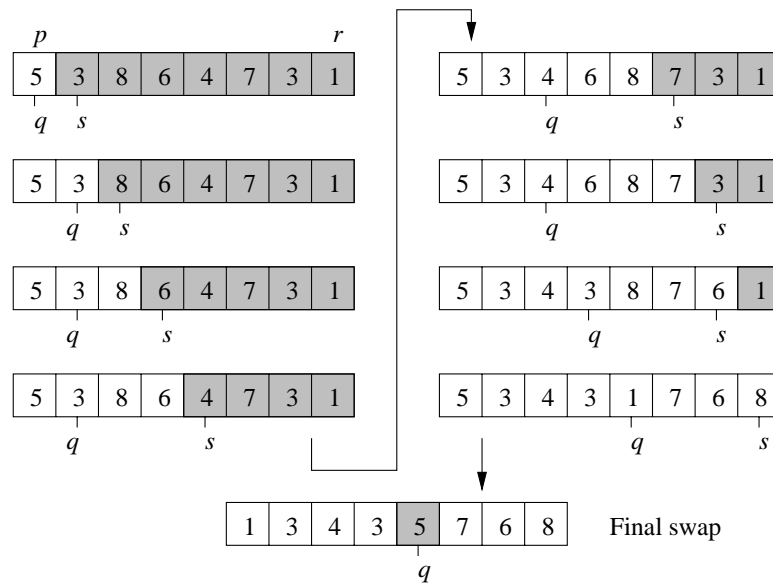 p r
5 3 8 6 4 7 3 1
q s
5 3 8 6 4 7 3 1
q s
5 3 8 6 4 7 3 1
q s
5 3 8 6 4 7 3 1
q s
5 3 4 6 8 7 3 1
q s
5 3 4 6 8 7 3 1
q s
5 3 4 3 8 7 6 1
q s
5 3 4 3 1 7 6 8
q s
1 3 4 3 5 7 6 8 Final swap
q